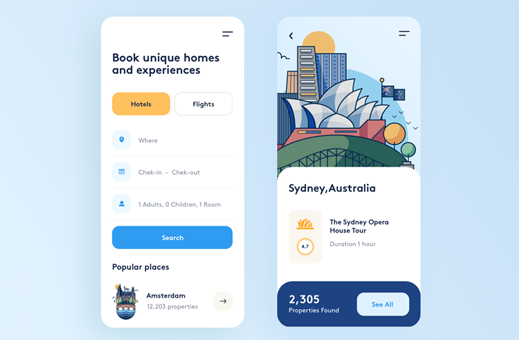 Book unique homes
and experiences
Hotels
Flights
Where
Chek-in - Chek-out
1 Adults, 0 Children, 1 Room
Search
Popular places
Amsterdam
12,203 properties
Sydney,Australia
The Sydney Opera
House Tour
4.7
Duration 1 hour
2,305
Properties Found
See All